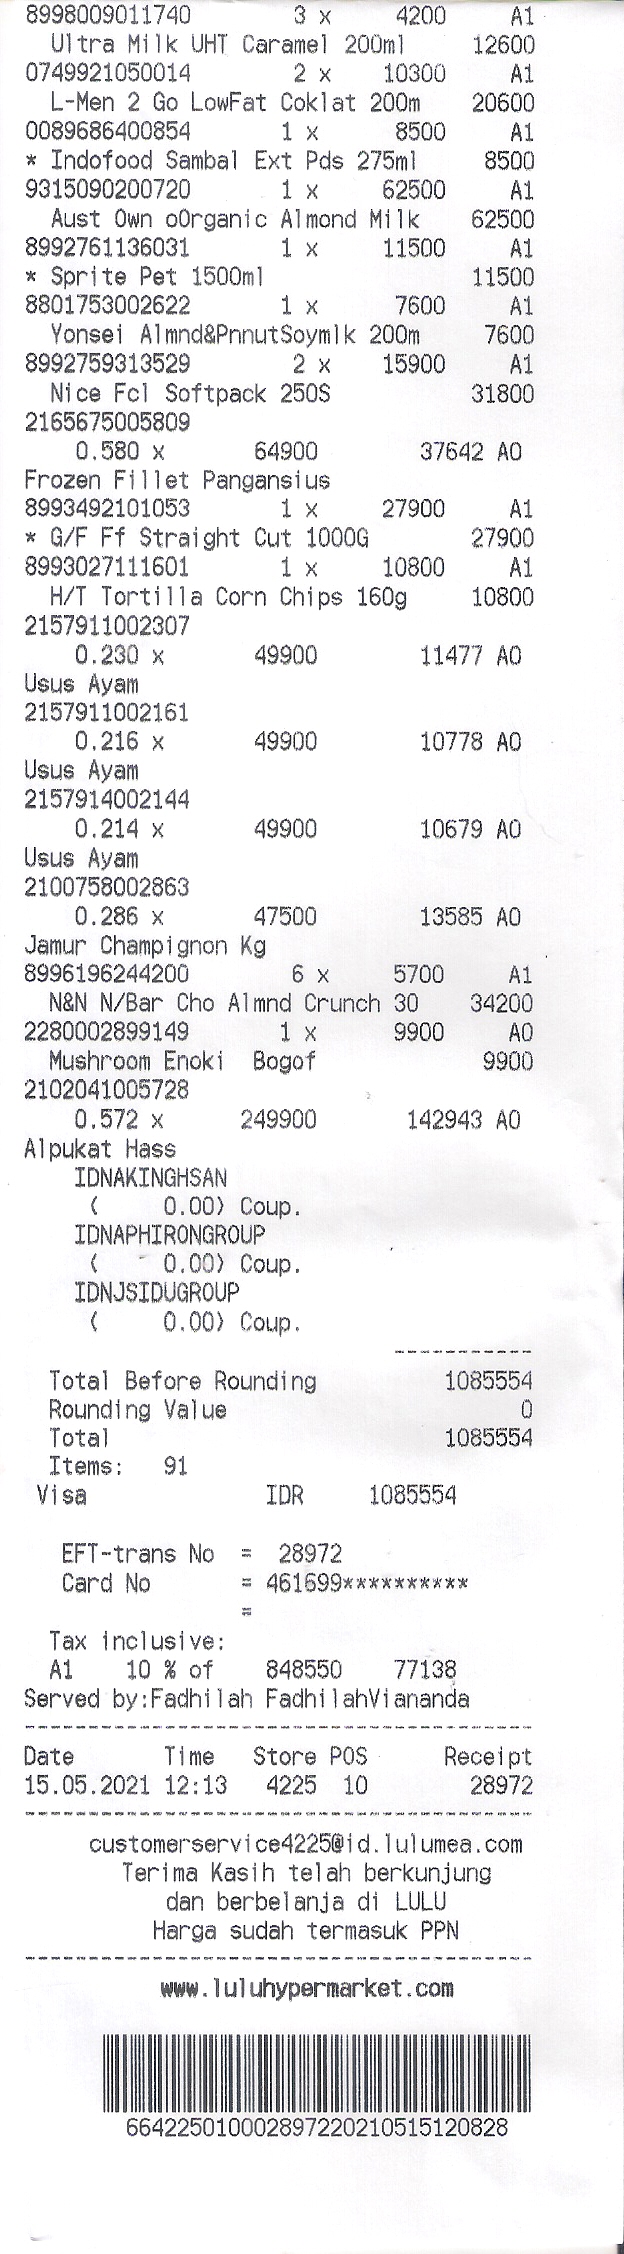 8998009011740 3 x 4200 A1
Ultra Milk UHT Caramel 200ml 12600
0749921050014 2 x 10300 A1
L-Men 2 Go LowFat Coklat 200m 20600
0089686400854 1 x 8500 A1
* Indofood Sambal Ext Pds 275ml 8500
9315090200720 1 x 62500 A1
Aust Own oOrganic Almond Milk 62500
8992761136031 1 x 11500 A1
* Sprite Pet 1500ml 11500
8801753002622 1 x 7600 A1
Yonsei Almnd&PnnutSoymlk 200m 7600
8992759313529 2 x 15900 A1
Nice Fcl Softpack 250S 31800
2165675005809
0.580 x 64900 37642 A0
Frozen Fillet Pangansius
8993492101053 1 x 27900 A1
* G/F Ff Straight Cut 1000G 27900
8993027111601 1 x 10800 A1
H/T Tortilla Corn Chips 160g 10800
2157911002307
0.230 x 49900 11477 A0
Usus Ayam
2157911002161
0.216 x 49900 10778 A0
Usus Ayam
2157914002144
0.214 x 49900 10679 A0
Usus Ayam
2100758002863
0.286 x 47500 13585 A0
Jamur Champignon Kg
8996196244200 6 x 5700 A1
N&N N/Bar Cho Almnd Crunch 30 34200
2280002899149 1 x 9900 A0
Mushroom Enoki Bogof 9900
2102041005728
0.572 x 249900 142943 A0
Alpukat Hass
IDNAKINGHSAN
( 0.00) Coup.
IDNAPHIRONGROUP
( 0.00) Coup.
IDNJSIDUGROUP
( 0.00) Coup.
-----------
Total Before Rounding 1085554
Rounding Value 0
Total 1085554
Items: 91
Visa IDR 1085554
EFT-trans No = 28972
Card No = 461699**********
=
Tax inclusive:
A1 10 % of 848550 77138
Served by:Fadhilah FadhilahViananda
----------------------------------------
Date Time Store POS Receipt
15.05.2021 12:13 4225 10 28972
----------------------------------------
customerservice4225@id.lulumea.com
Terima Kasih telah berkunjung
dan berbelanja di LULU
Harga sudah termasuk PPN
----------------------------------------
www.luluhypermarket.com
664225010002897220210515120828